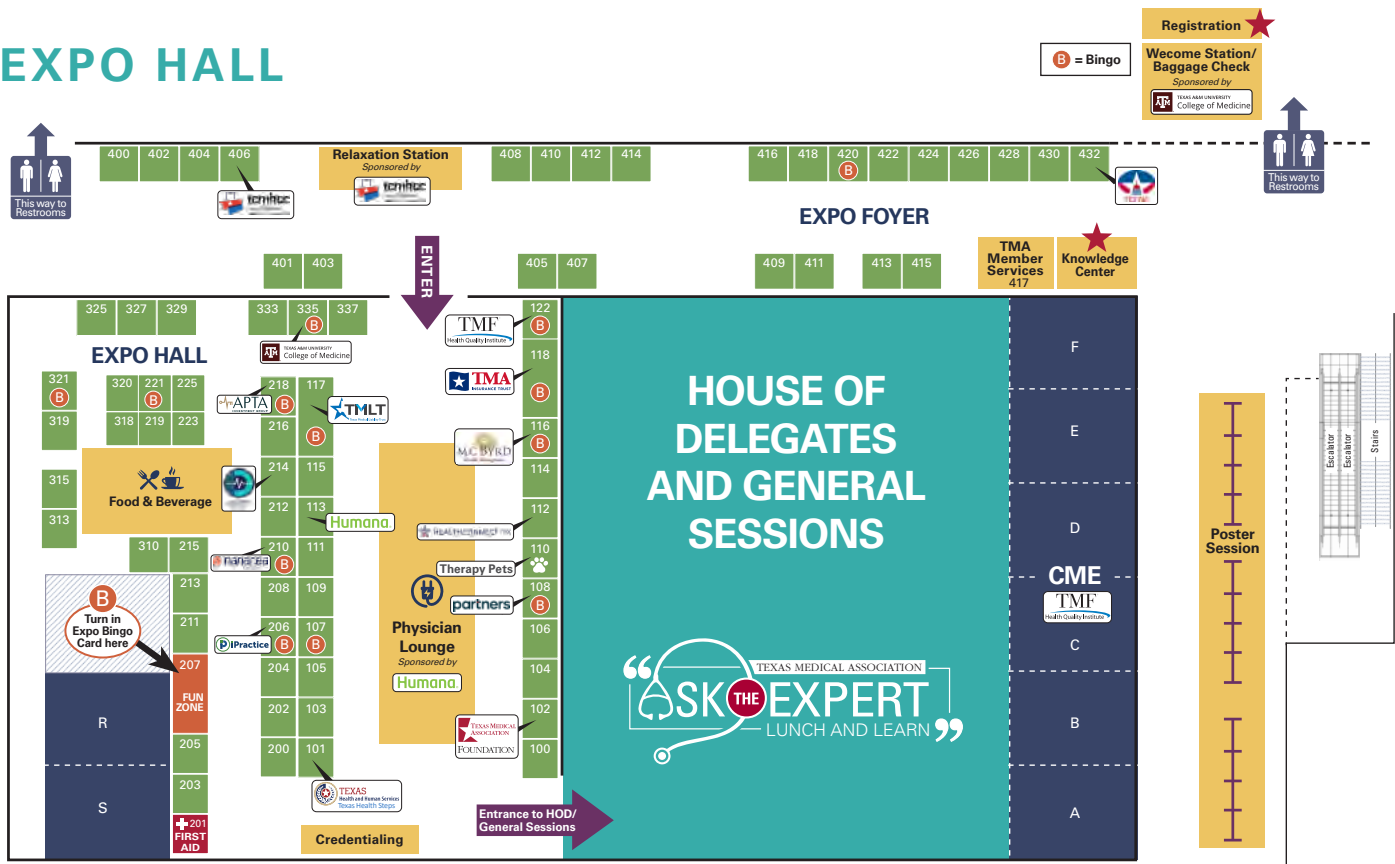 EXPO HALL
B = Bingo
Registration
Wecome Station/
Baggage Check
Sponsored by
ATM
TEXAS A&M UNIVERSITY
College of Medicine
This way to
Restrooms
400 402 404 406
Relaxation Station
Sponsored by
408 410 412 414
416 418 420 422 424 426 428 430 432
B
This way to
Restrooms
EXPO FOYER
ENTER
401 403
405 407
409 411
413 415
TMA
Member
Services
417
Knowledge
Center
325 327 329
333 335 337
B
ATM
TEXAS A&M UNIVERSITY
College of Medicine
EXPO HALL
321
B
319
320 221 225
B
318 219 223
Food & Beverage
315
313
310 215
213
211
207
FUN
ZONE
205
203
201
FIRST
AID
B
Turn in
Expo Bingo
Card here
R
S
218 117
B
APTA
TMLT
216
B
214 115
212 113
Humana
210 111
B
208 109
206 107
B B
iPractice
204 105
202 103
200 101
TEXAS
Health and Human Services
Texas Health Steps
Credentialing
Physician
Lounge
Sponsored by
Humana
122
B
TMF
Health Quality Institute
118
B
TMA
INSURANCE TRUST
116
B
McBYRD
114
112
110
Therapy Pets
108
B
partners
106
104
102
TEXAS MEDICAL
ASSOCIATION
FOUNDATION
100
Entrance to HOD/
General Sessions
HOUSE OF
DELEGATES
AND GENERAL
SESSIONS
“
TEXAS MEDICAL ASSOCIATION
ASK THE EXPERT
LUNCH AND LEARN
”
F
E
D
CME
TMF
Health Quality Institute
C
B
A
Poster
Session
Escalator
Escalator
Stairs